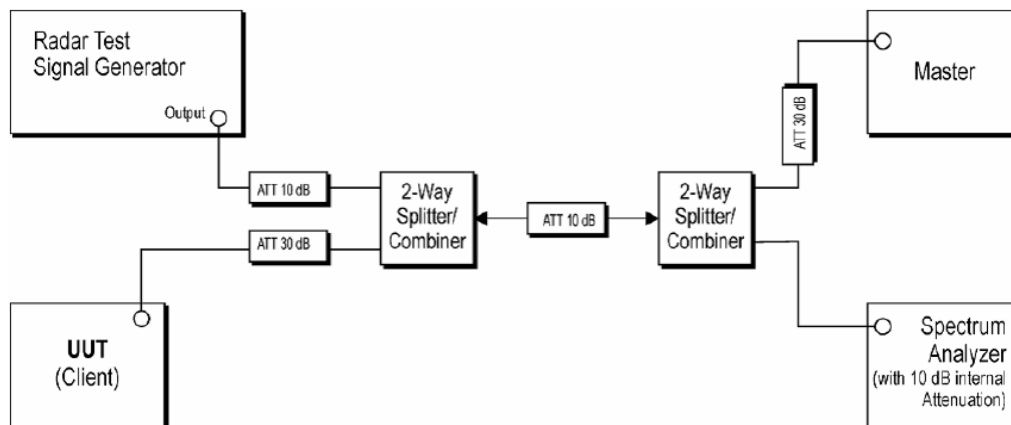 Radar Test
Signal Generator
Output
ATT 10 dB
ATT 30 dB
UUT
(Client)
2-Way
Splitter/
Combiner
ATT 10 dB
2-Way
Splitter/
Combiner
ATT 30 dB
Master
Spectrum
Analyzer
(with 10 dB internal
Attenuation)